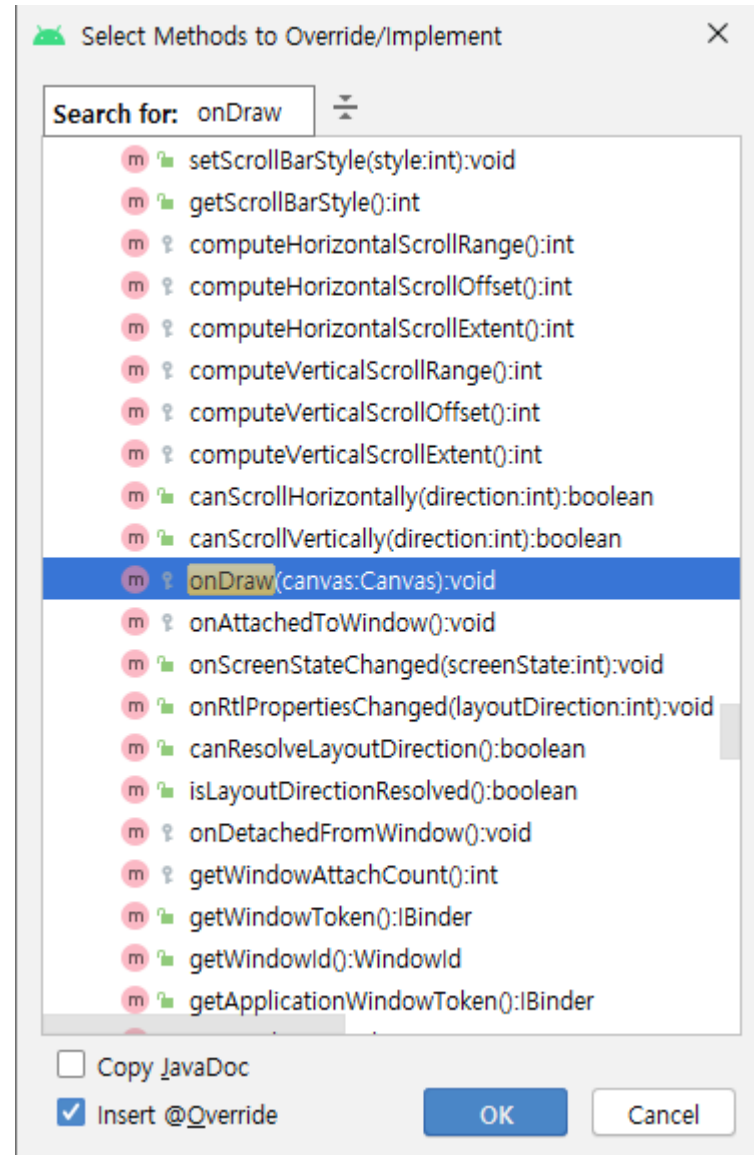 Select Methods to Override/Implement
Search for: onDraw
m setScrollBarStyle(style:int):void
m getScrollBarStyle():int
m computeHorizontalScrollRange():int
m computeHorizontalScrollOffset():int
m computeHorizontalScrollExtent():int
m computeVerticalScrollRange():int
m computeVerticalScrollOffset():int
m computeVerticalScrollExtent():int
m canScrollHorizontally(direction:int):boolean
m canScrollVertically(direction:int):boolean
m onDraw(canvas:Canvas):void
m onAttachedToWindow():void
m onScreenStateChanged(screenState:int):void
m onRtlPropertiesChanged(layoutDirection:int):void
m canResolveLayoutDirection():boolean
m isLayoutDirectionResolved():boolean
m onDetachedFromWindow():void
m getWindowAttachCount():int
m getWindowToken():IBinder
m getWindowId():WindowId
m getApplicationWindowToken():IBinder
Copy JavaDoc
Insert @Override OK Cancel